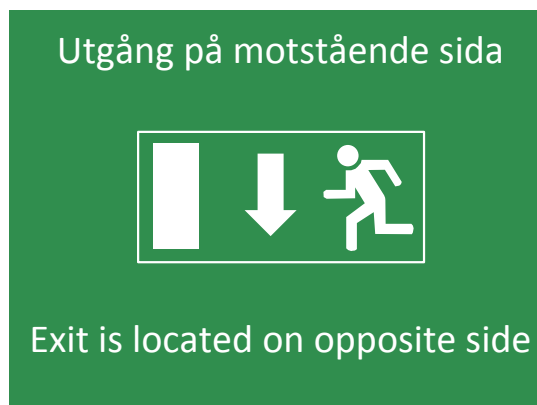 Utgång på motstående sida
Exit is located on opposite side